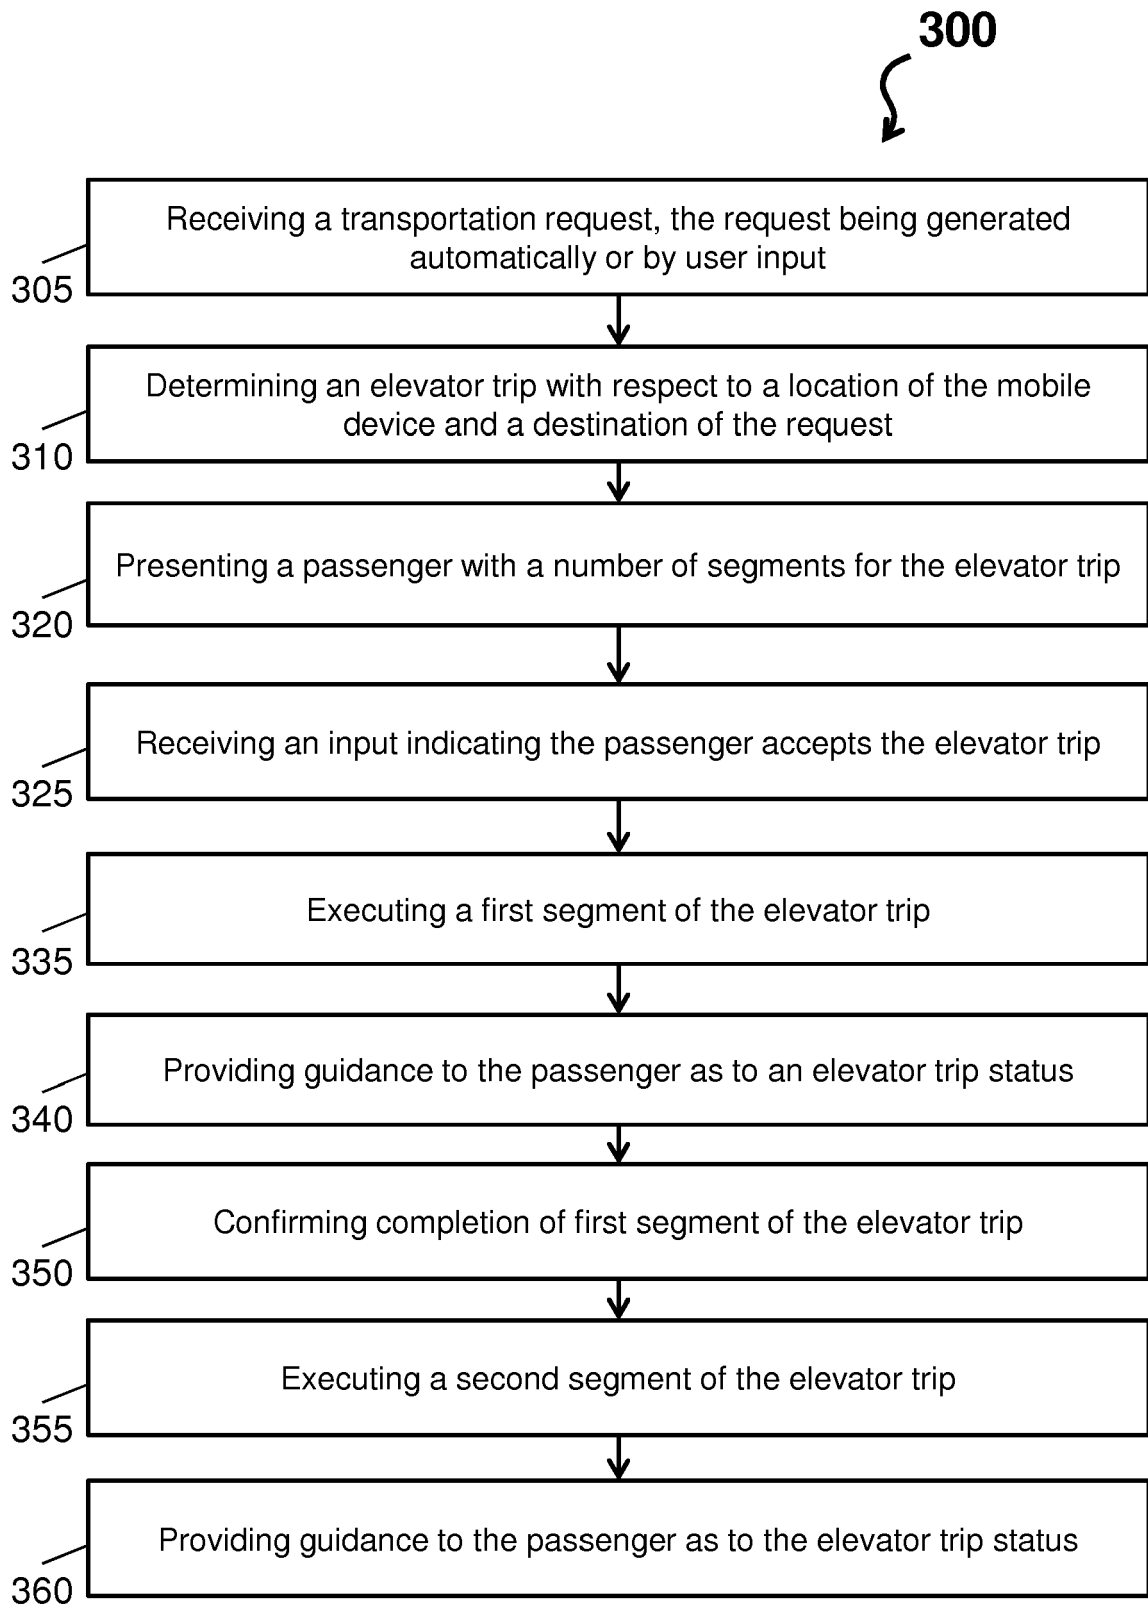 300
Receiving a transportation request, the request being generated
automatically or by user input
305
Determining an elevator trip with respect to a location of the mobile
device and a destination of the request
310
Presenting a passenger with a number of segments for the elevator trip
320
Receiving an input indicating the passenger accepts the elevator trip
325
Executing a first segment of the elevator trip
335
Providing guidance to the passenger as to an elevator trip status
340
Confirming completion of first segment of the elevator trip
350
Executing a second segment of the elevator trip
355
Providing guidance to the passenger as to the elevator trip status
360